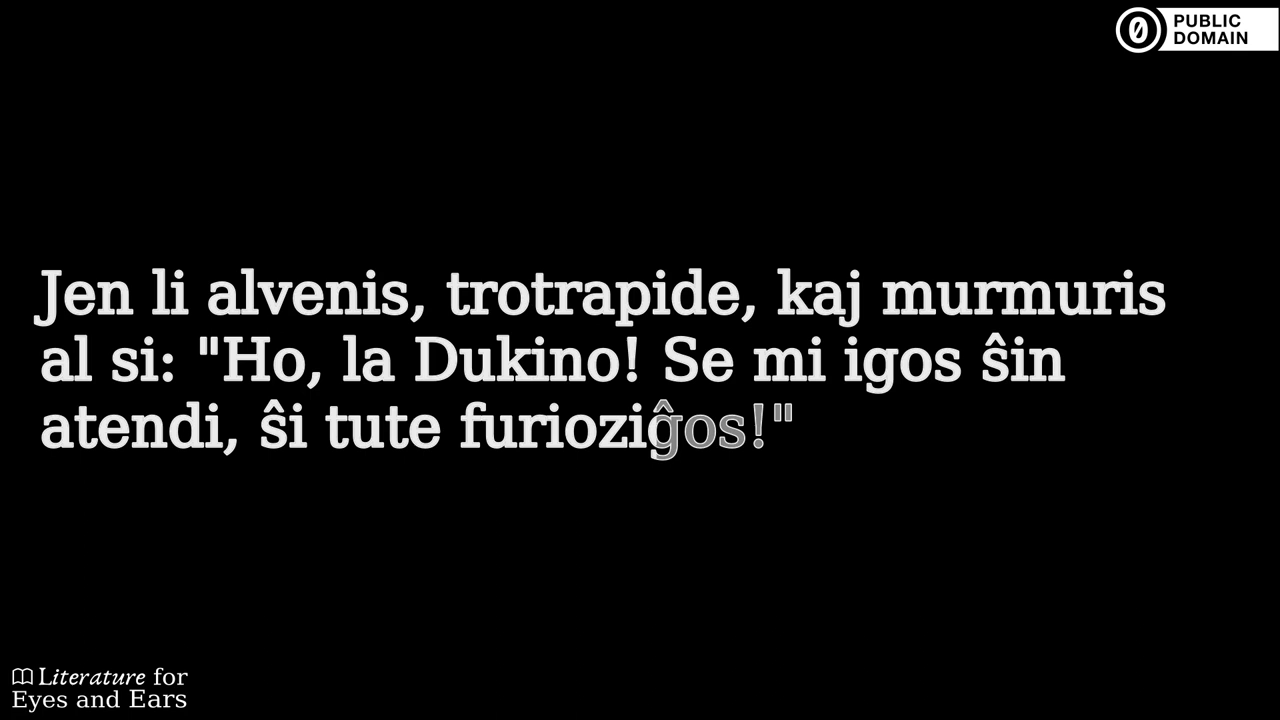 PUBLIC
DOMAIN
Jen li alvenis, trotrapide, kaj murmuris
al si: "Ho, la Dukino! Se mi igos ŝin
atendi, ŝi tute furioziĝos!"
Literature for
Eyes and Ears